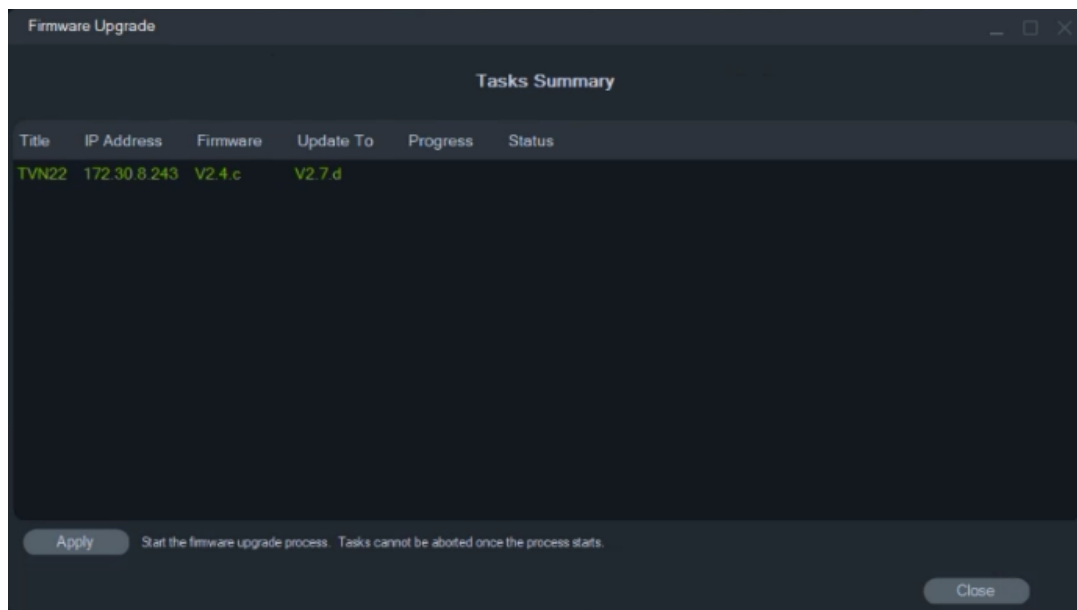 Firmware Upgrade
Tasks Summary
Title IP Address Firmware Update To Progress Status
TVN22 172.30.8.243 V2.4.c V2.7.d
Apply Start the firmware upgrade process. Tasks cannot be aborted once the process starts.
Close